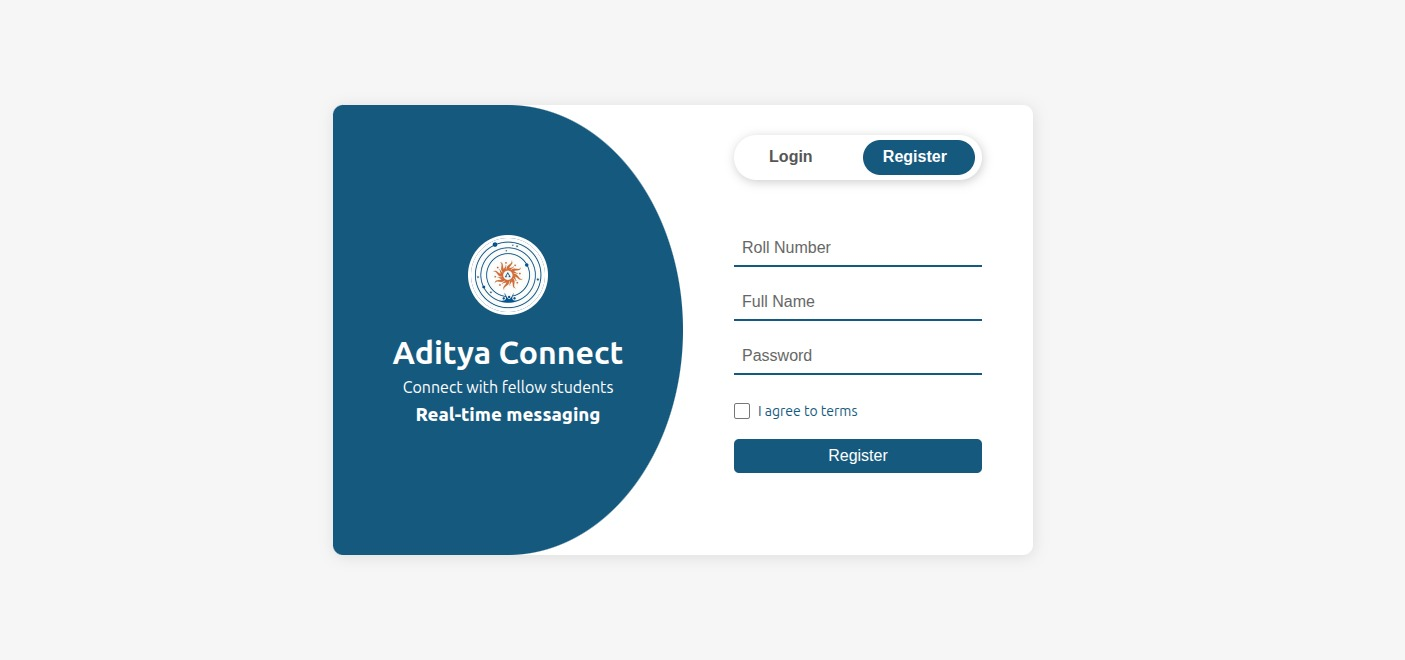 Aditya Connect
Connect with fellow students
Real-time messaging
Login
Register
Roll Number
Full Name
Password
I agree to terms
Register